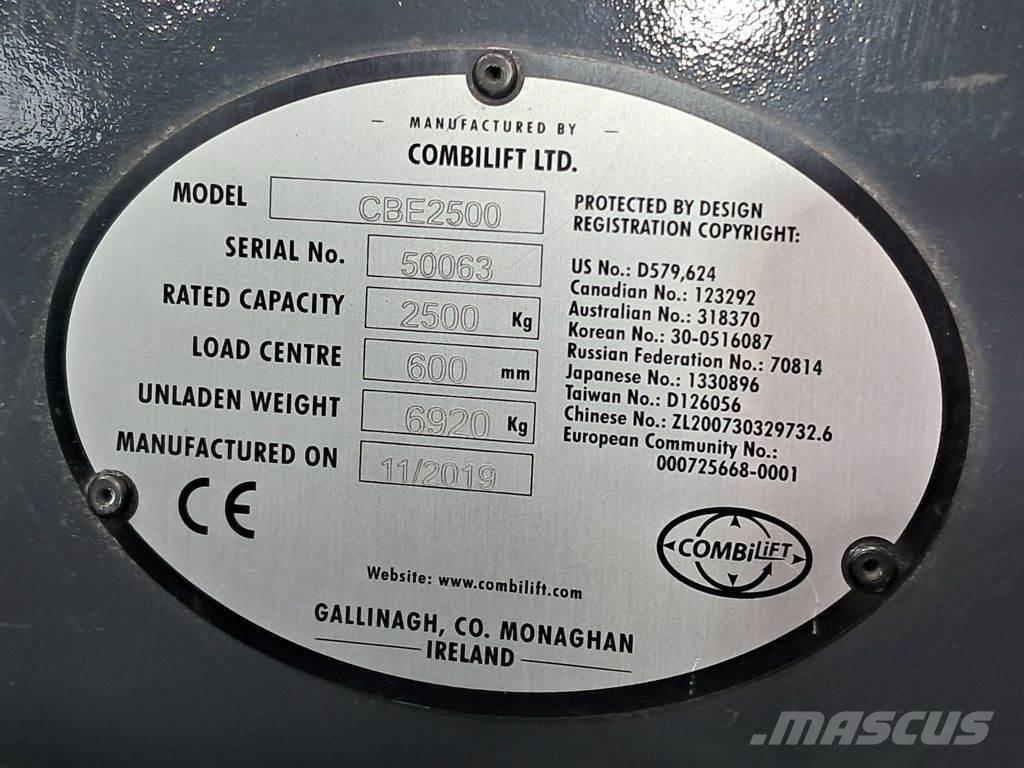 MANUFACTURED BY
COMBILIFT LTD.
MODEL CBE2500
SERIAL No. 50063
RATED CAPACITY 2500 Kg
LOAD CENTRE 600 mm
UNLADEN WEIGHT 6920 Kg
MANUFACTURED ON 11/2019
CE
PROTECTED BY DESIGN
REGISTRATION COPYRIGHT:
US No.: D579,624
Canadian No.: 123292
Australian No.: 318370
Korean No.: 30-0516087
Russian Federation No.: 70814
Japanese No.: 1330896
Taiwan No.: D126056
Chinese No.: ZL200730329732.6
European Community No.:
000725668-0001
COMBiLiFT
Website: www.combilift.com
GALLINAGH, CO. MONAGHAN
IRELAND
.MASCUS